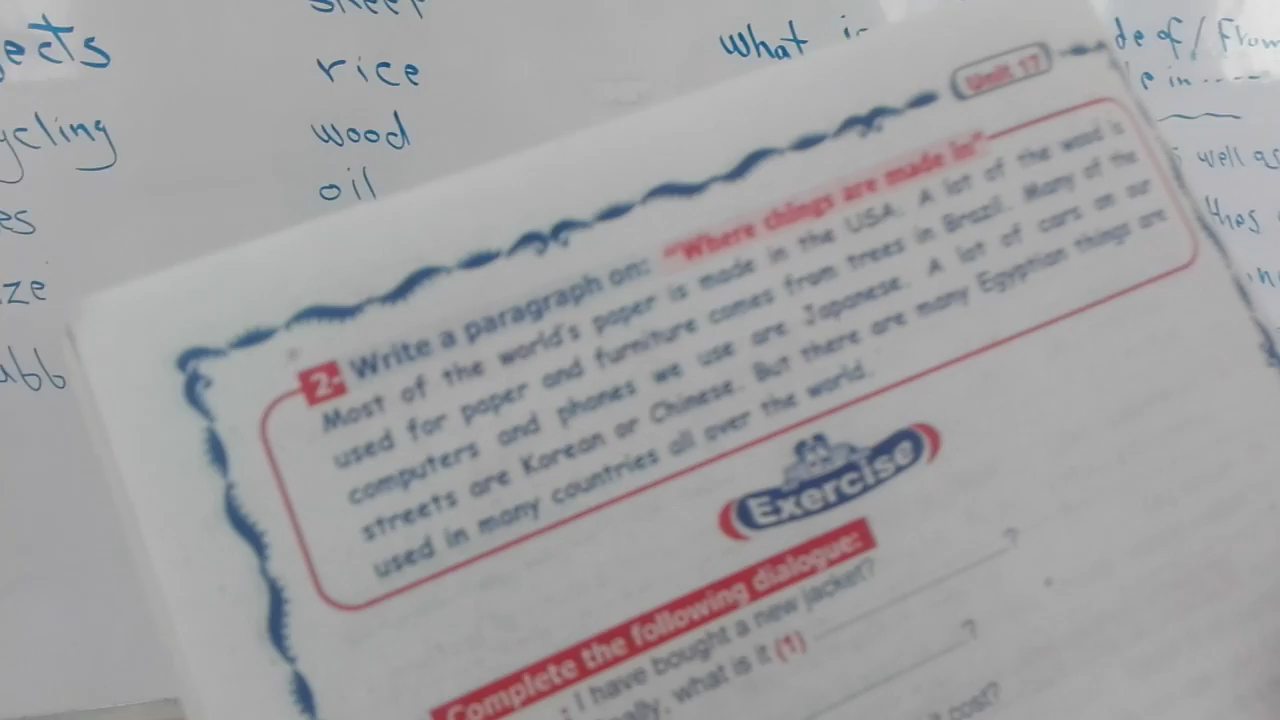 ects
rice
ycling
wood
oil
es
ze
What
de of / From
e in
well as
Unit 17
2- Write a paragraph on: "Where things are made in"
Most of the world's paper is made in the USA. A lot of the wood is
used for paper and furniture comes from trees in Brazil. Many of the
computers and phones we use are Japanese. A lot of cars on our
streets are Korean or Chinese. But there are many Egyptian things are
used in many countries all over the world.
Exercise
Complete the following dialogue:
: I have bought a new jacket?
nally, what is it (1) ?
?
cost?